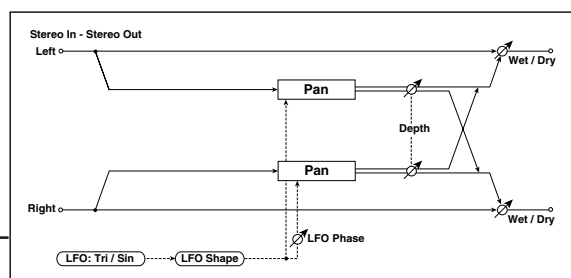 Stereo In - Stereo Out
Left
Wet / Dry
Pan
Depth
Pan
Right
Wet / Dry
LFO Phase
LFO: Tri / Sin
LFO Shape